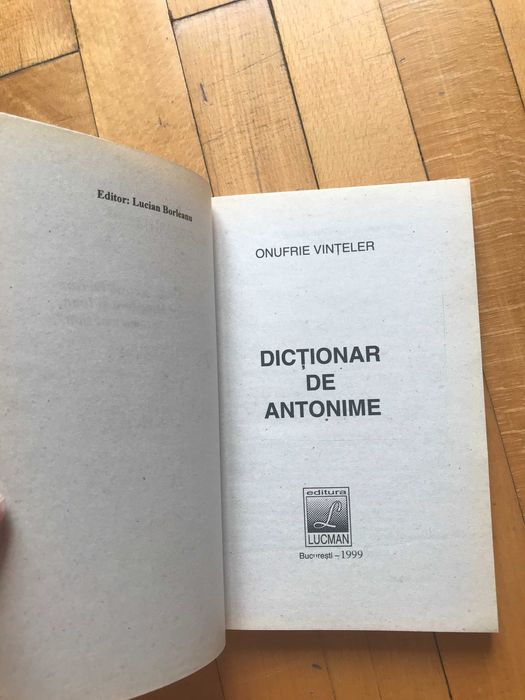 Editor: Lucian Borleanu
ONUFRIE VINȚELER
DICȚIONAR
DE
ANTONIME
editura
L
LUCMAN
București – 1999